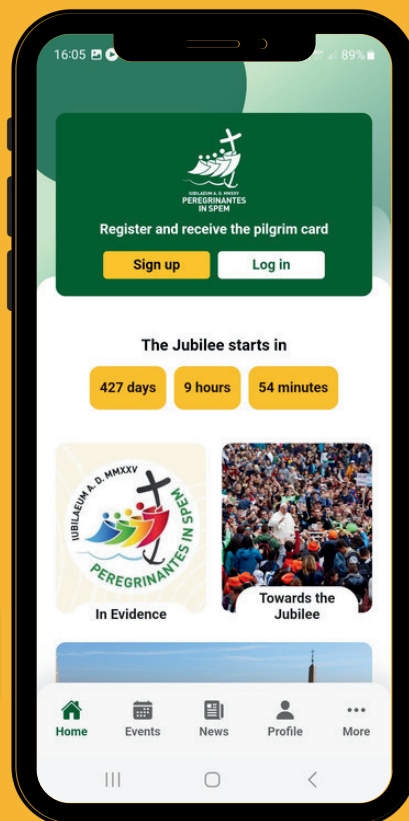 16:05
89%
IUBILAEUM A. D. MMXXV
PEREGRINANTES
IN SPEM
Register and receive the pilgrim card
Sign up
Log in
The Jubilee starts in
427 days
9 hours
54 minutes
IUBILAEUM A. D. MMXXV
PEREGRINANTES IN SPEM
In Evidence
Towards the
Jubilee
Home
Events
News
Profile
More